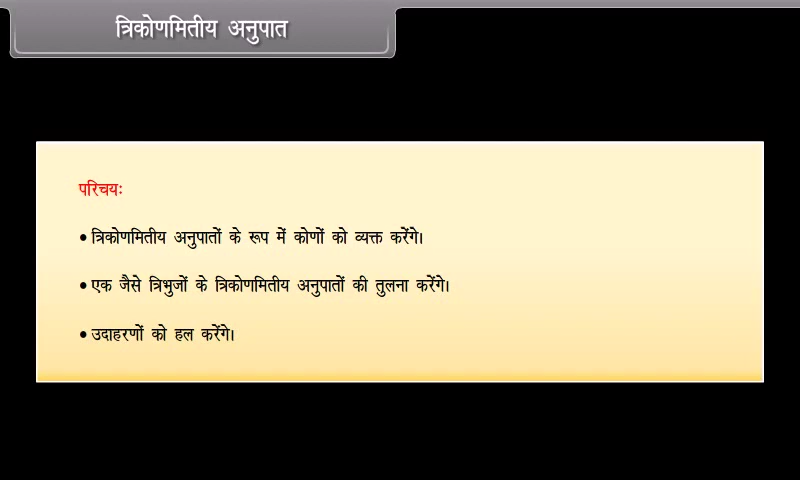 त्रिकोणमितीय अनुपात
परिचयः
• त्रिकोणमितीय अनुपातों के रूप में कोणों को व्यक्त करेंगे।
• एक जैसे त्रिभुजों के त्रिकोणमितीय अनुपातों की तुलना करेंगे।
• उदाहरणों को हल करेंगे।